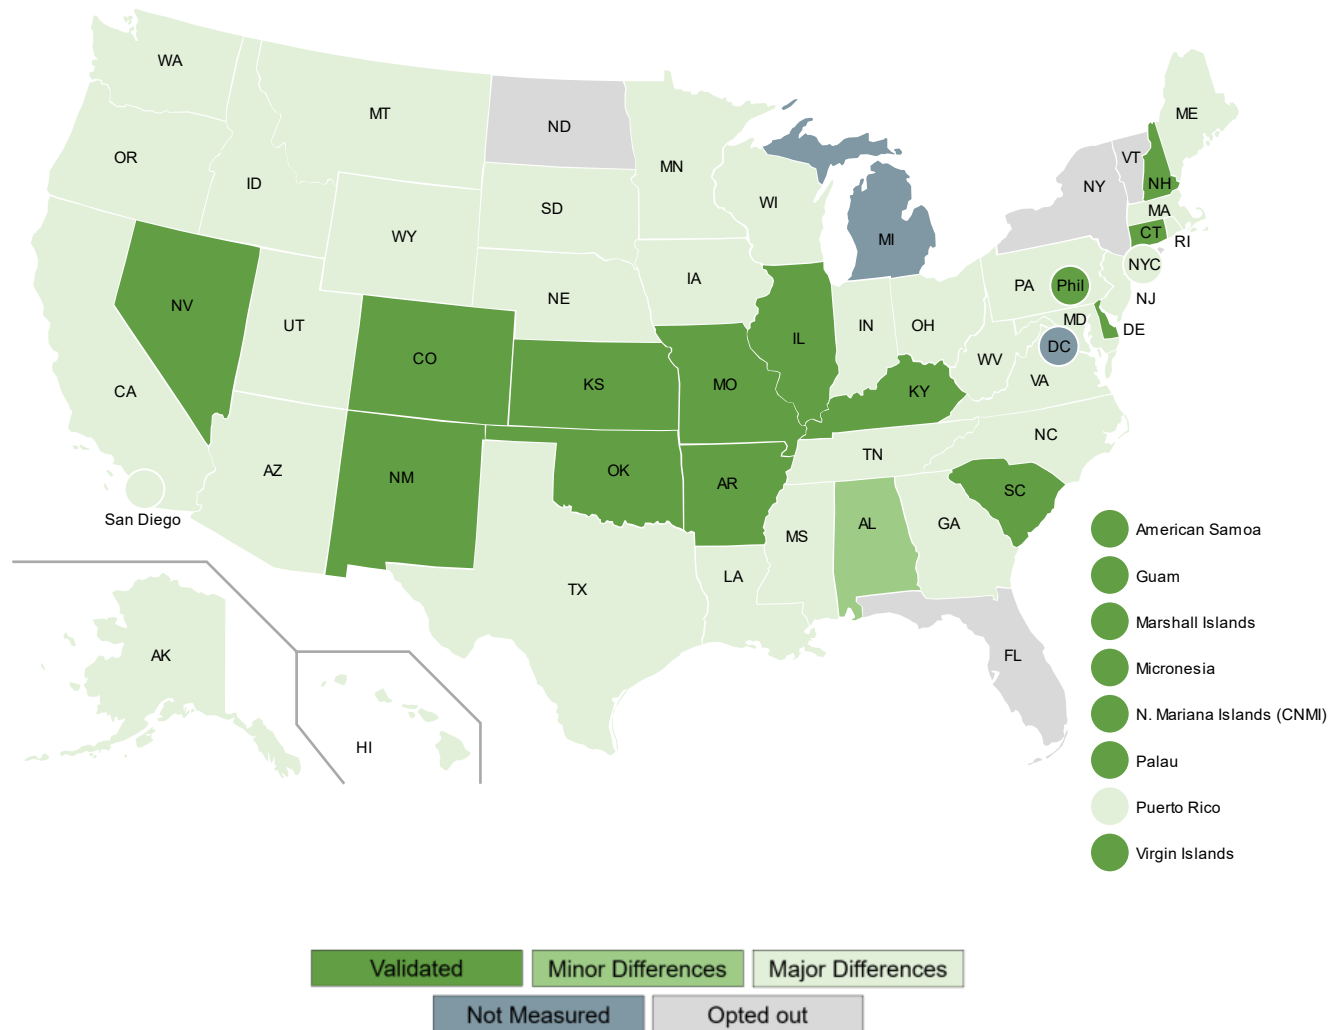 WA
MT
ND
ME
OR
ID
MN
VT
NH
NY
SD
WI
MA
WY
CT
RI
MI
NYC
IA
PA
Phil
NE
NJ
NV
MD
UT
IN
OH
DE
IL
DC
CO
WV
KS
MO
VA
CA
KY
NC
TN
AZ
OK
NM
AR
SC
San Diego
AL
GA
MS
American Samoa
LA
Guam
TX
Marshall Islands
AK
FL
Micronesia
N. Mariana Islands (CNMI)
HI
Palau
Puerto Rico
Virgin Islands
Validated
Minor Differences
Major Differences
Not Measured
Opted out